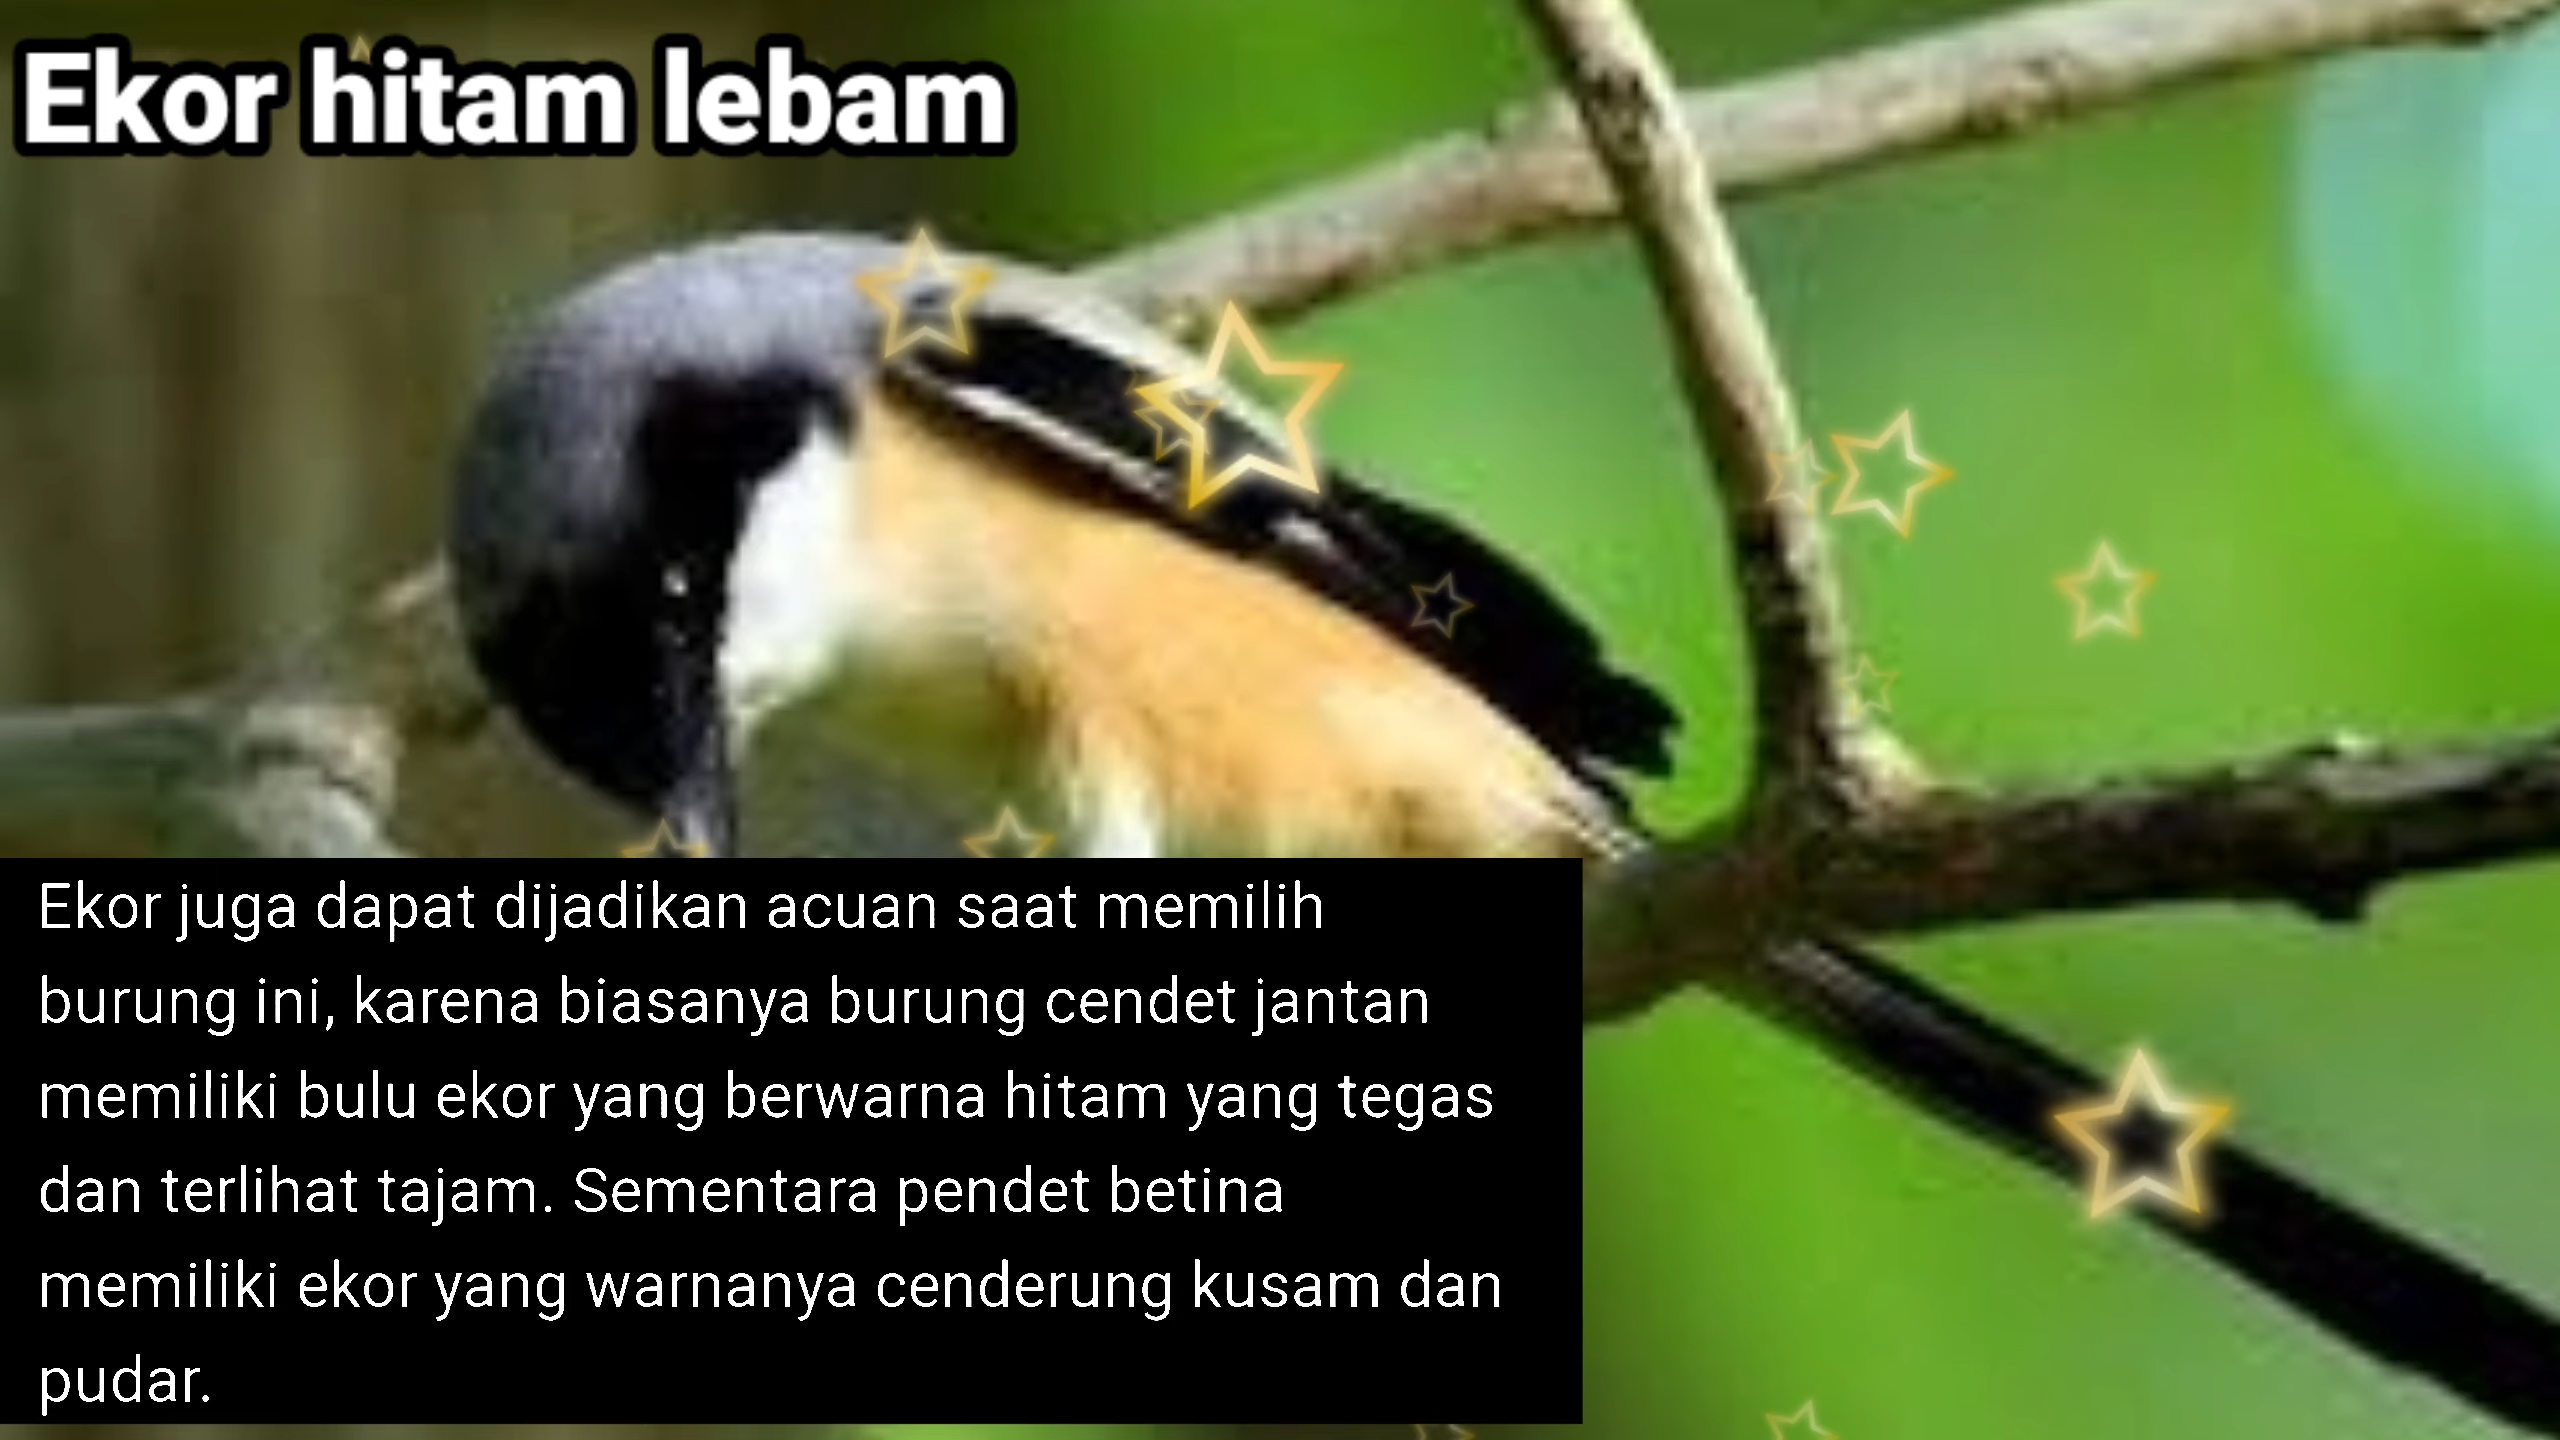 Ekor hitam lebam
Ekor juga dapat dijadikan acuan saat memilih
burung ini, karena biasanya burung cendet jantan
memiliki bulu ekor yang berwarna hitam yang tegas
dan terlihat tajam. Sementara pendet betina
memiliki ekor yang warnanya cenderung kusam dan
pudar.